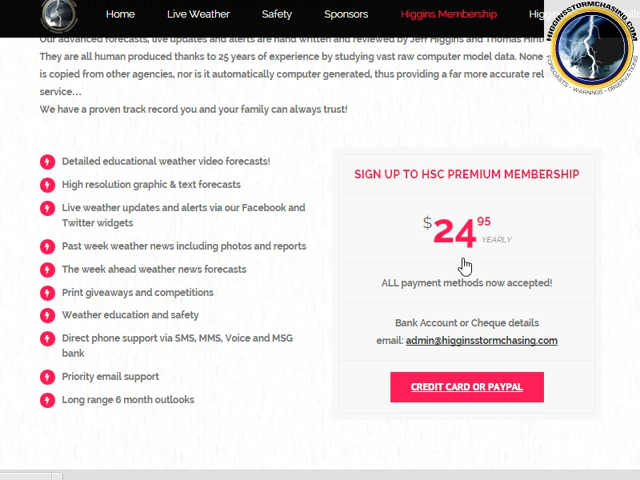 Home Live Weather Safety Sponsors Higgins Membership
HIGGINSSTORMCHASING.COM
FORECASTS - WARNINGS - OBSERVATIONS
Our advanced forecasts, live updates and alerts are hand written and reviewed by Jeff Higgins and Thomas
They are all human produced thanks to 25 years of experience by studying vast raw computer model data. None
is copied from other agencies, nor is it automatically computer generated, thus providing a far more accurate
service...
We have a proven track record you and your family can always trust!
Detailed educational weather video forecasts!
High resolution graphic & text forecasts
Live weather updates and alerts via our Facebook and
Twitter widgets
Past week weather news including photos and reports
The week ahead weather news forecasts
Print giveaways and competitions
Weather education and safety
Direct phone support via SMS, MMS, Voice and MSG
bank
Priority email support
Long range 6 month outlooks
SIGN UP TO HSC PREMIUM MEMBERSHIP
$24 95
YEARLY
ALL payment methods now accepted!
Bank Account or Cheque details
email: admin@higginsstormchasing.com
CREDIT CARD OR PAYPAL